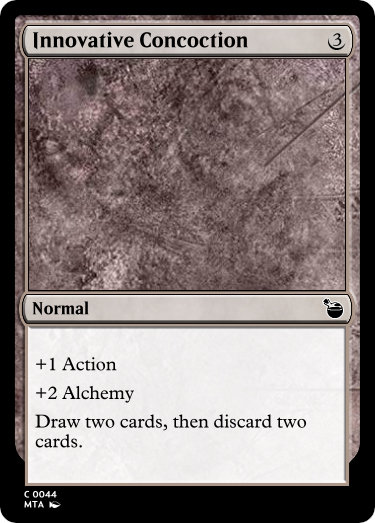 Innovative Concoction 3
Normal
+1 Action
+2 Alchemy
Draw two cards, then discard two
cards.
C 0044
MTA